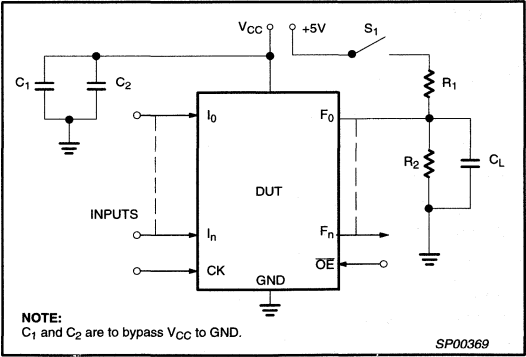 VCC +5V S1
C1 C2 R1
I0 F0
R2 CL
DUT
INPUTS
In Fn
CK OE
GND
NOTE:
C1 and C2 are to bypass VCC to GND.
SP00369